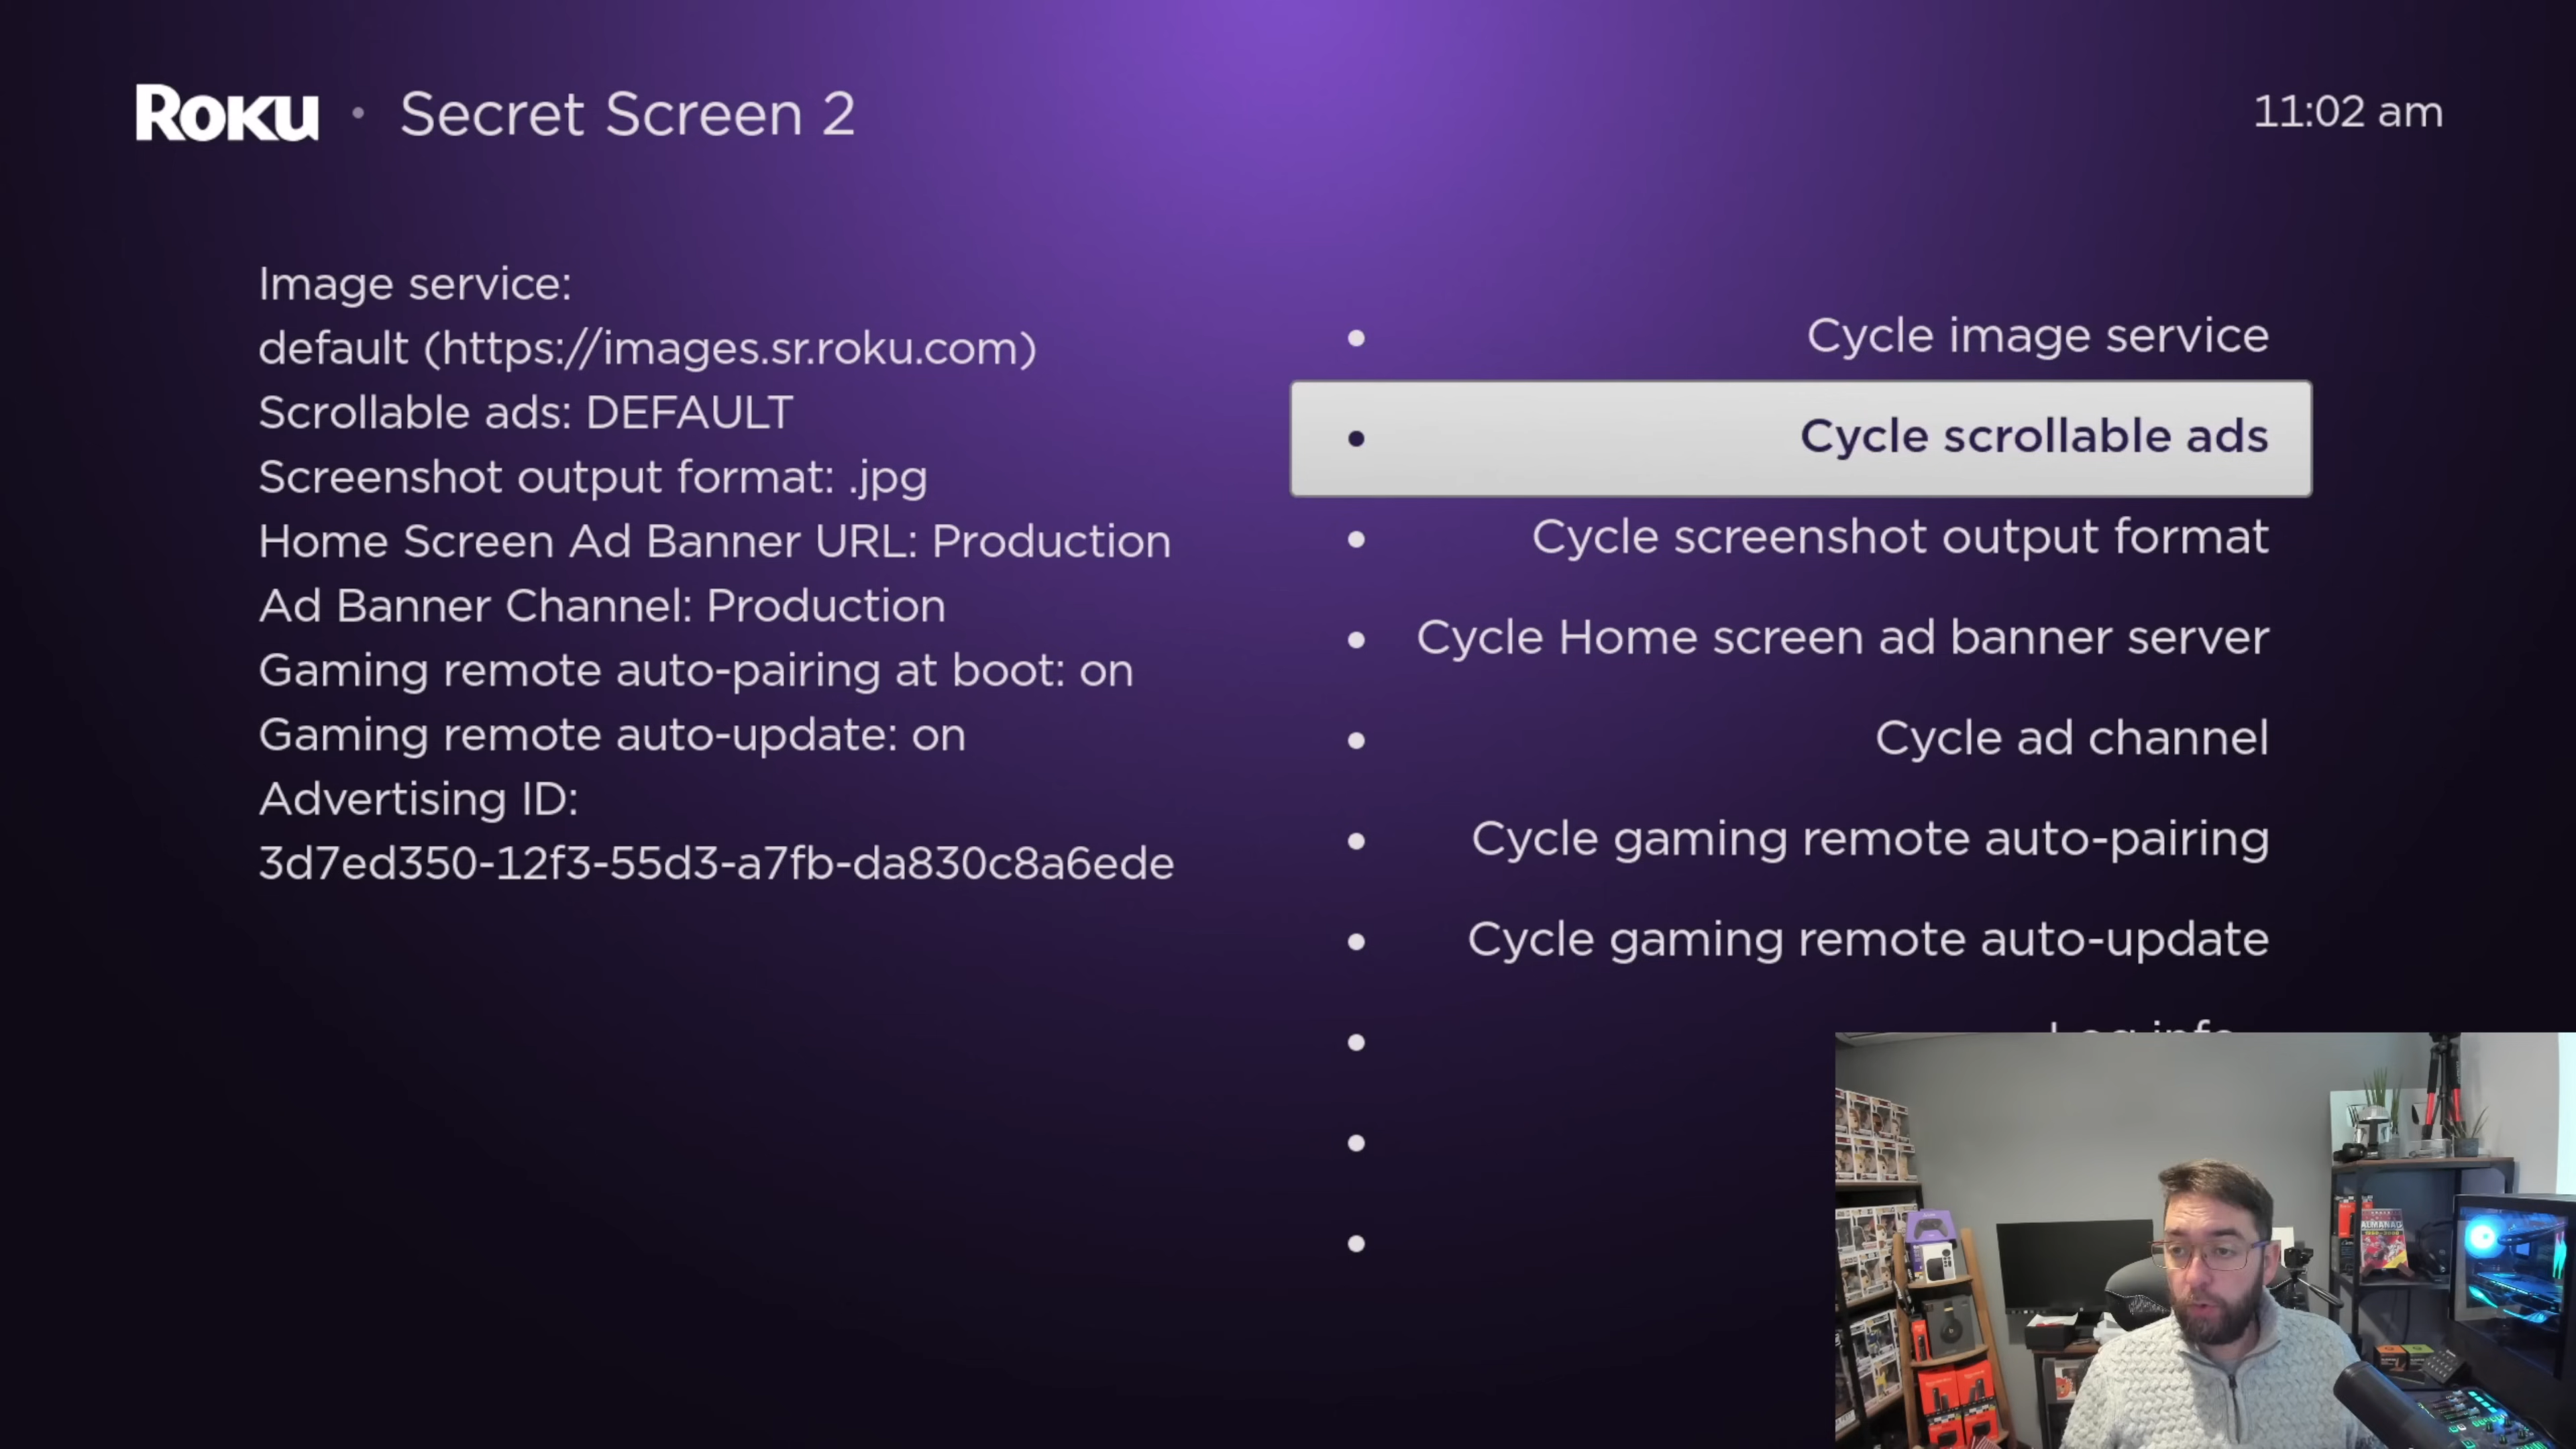 Roku • Secret Screen 2
11:02 am
Image service:
default (https://images.sr.roku.com)
Scrollable ads: DEFAULT
Screenshot output format: .jpg
Home Screen Ad Banner URL: Production
Ad Banner Channel: Production
Gaming remote auto-pairing at boot: on
Gaming remote auto-update: on
Advertising ID:
3d7ed350-12f3-55d3-a7fb-da830c8a6ede
• Cycle image service
• Cycle scrollable ads
• Cycle screenshot output format
• Cycle Home screen ad banner server
• Cycle ad channel
• Cycle gaming remote auto-pairing
• Cycle gaming remote auto-update
ALMANAC